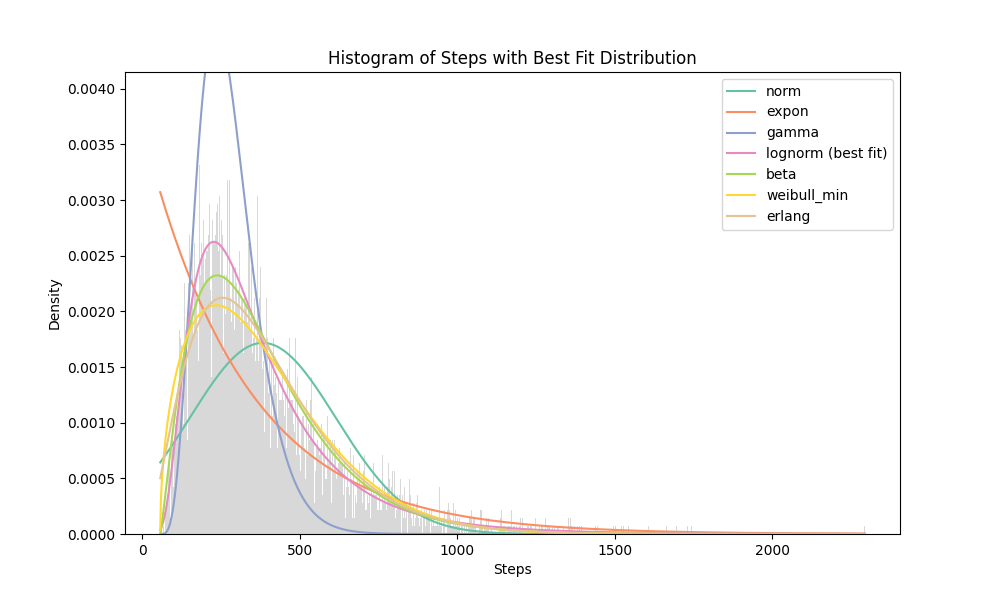 Histogram of Steps with Best Fit Distribution
norm
expon
gamma
lognorm (best fit)
beta
weibull_min
erlang
Density
0.0040
0.0035
0.0030
0.0025
0.0020
0.0015
0.0010
0.0005
0.0000
0 500 1000 1500 2000
Steps